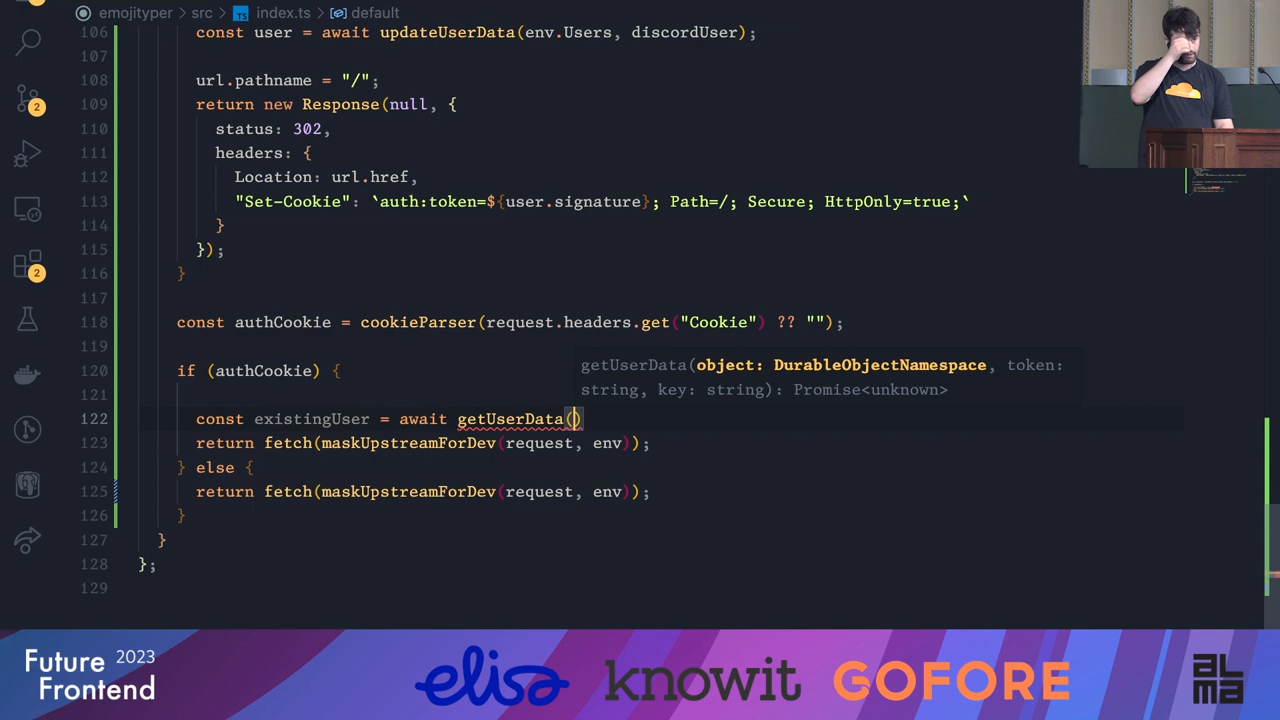 emojityper > src > TS index.ts > default
106 const user = await updateUserData(env.Users, discordUser);
107
108 url.pathname = "/";
109 return new Response(null, {
110 status: 302,
111 headers: {
112 Location: url.href,
113 "Set-Cookie": `auth:token=${user.signature}; Path=/; Secure; HttpOnly=true;`
114 }
115 });
116 }
117
118 const authCookie = cookieParser(request.headers.get("Cookie") ?? "");
119
120 if (authCookie) {
getUserData(object: DurableObjectNamespace, token:
121
string, key: string): Promise<unknown>
122 const existingUser = await getUserData()
123 return fetch(maskUpstreamForDev(request, env));
124 } else {
125 return fetch(maskUpstreamForDev(request, env));
126 }
127 }
128 };
129
2
2
Future 2023
Frontend
elisa
knowit
GOFORE
ALMA